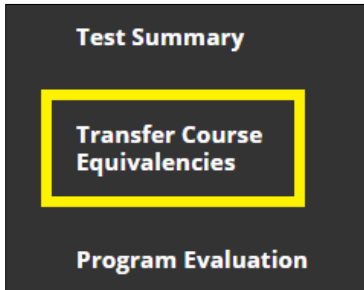 Test Summary
Transfer Course
Equivalencies
Program Evaluation